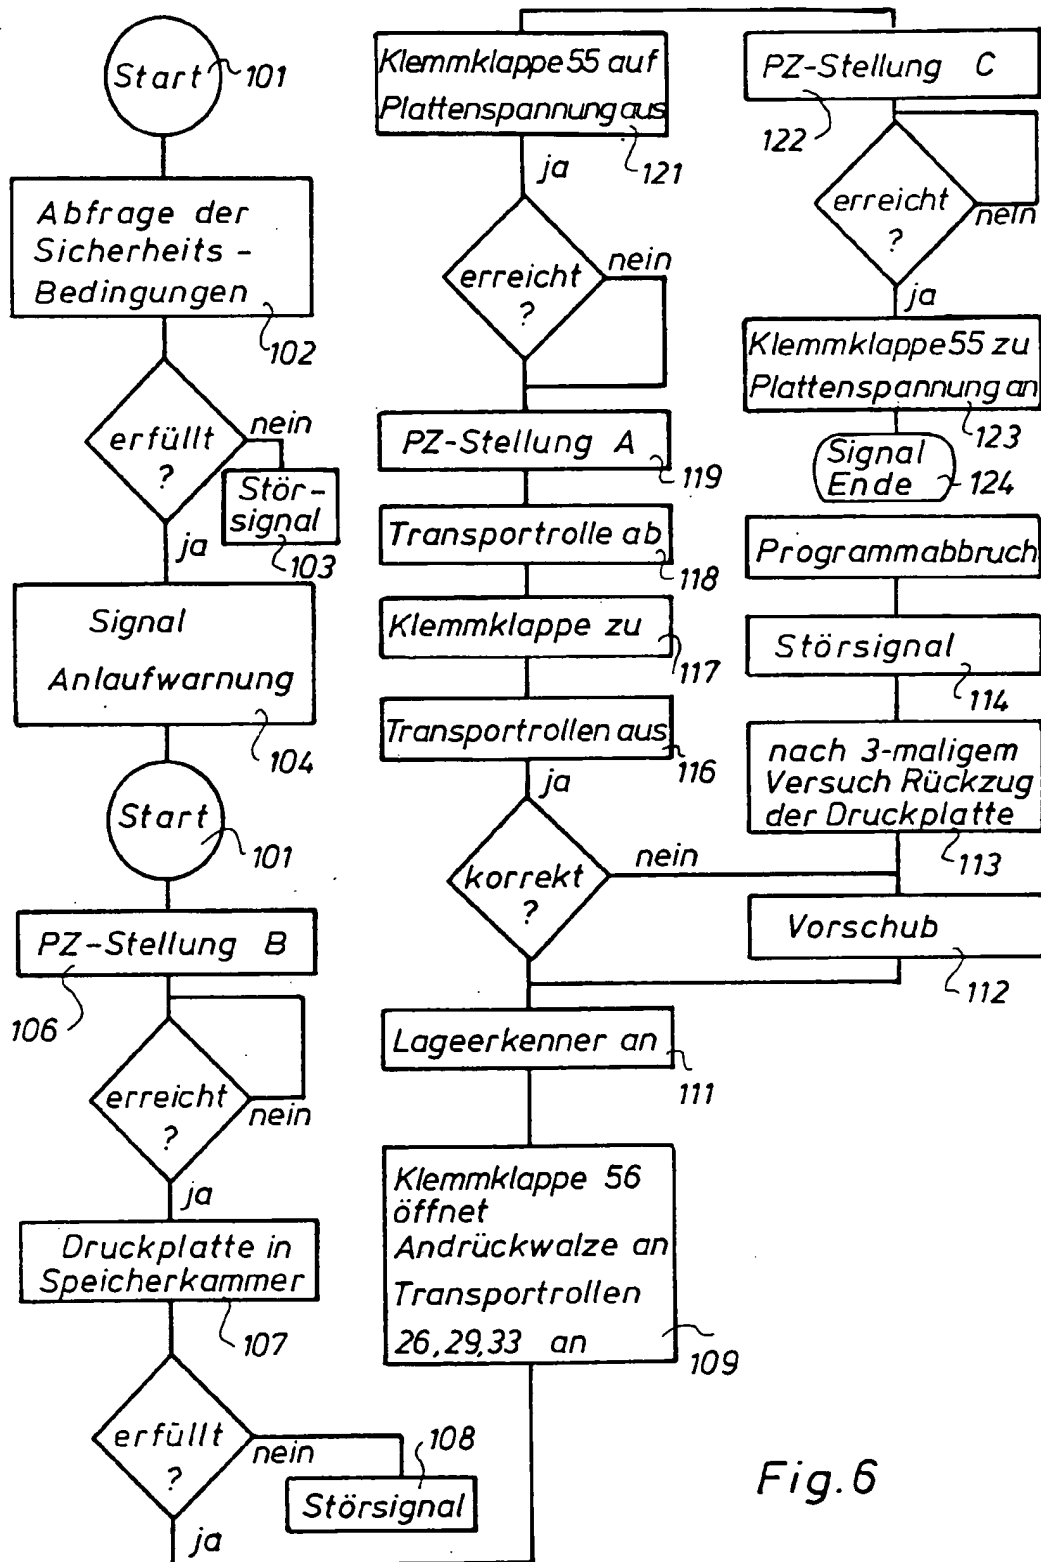 Start
101
Abfrage der
Sicherheits -
Bedingungen
102
erfüllt
?
nein
Stör-
signal
103
ja
Signal
Anlaufwarnung
104
Start
101
PZ-Stellung B
106
erreicht
?
nein
ja
Druckplatte in
Speicherkammer
107
erfüllt
?
nein
108
Störsignal
ja
Klemmklappe 55 auf
Plattenspannung aus
121
ja
erreicht
?
nein
PZ-Stellung A
119
Transportrolle ab
118
Klemmklappe zu
117
Transportrollen aus
116
ja
korrekt
?
nein
Lageerkenner an
111
Klemmklappe 56
öffnet
Andrückwalze an
Transportrollen
26,29,33 an
109
PZ-Stellung C
122
erreicht
?
nein
ja
Klemmklappe 55 zu
Plattenspannung an
123
Signal
Ende
124
Programmabbruch
Störsignal
114
nach 3-maligem
Versuch Rückzug
der Druckplatte
113
Vorschub
112
Fig.6